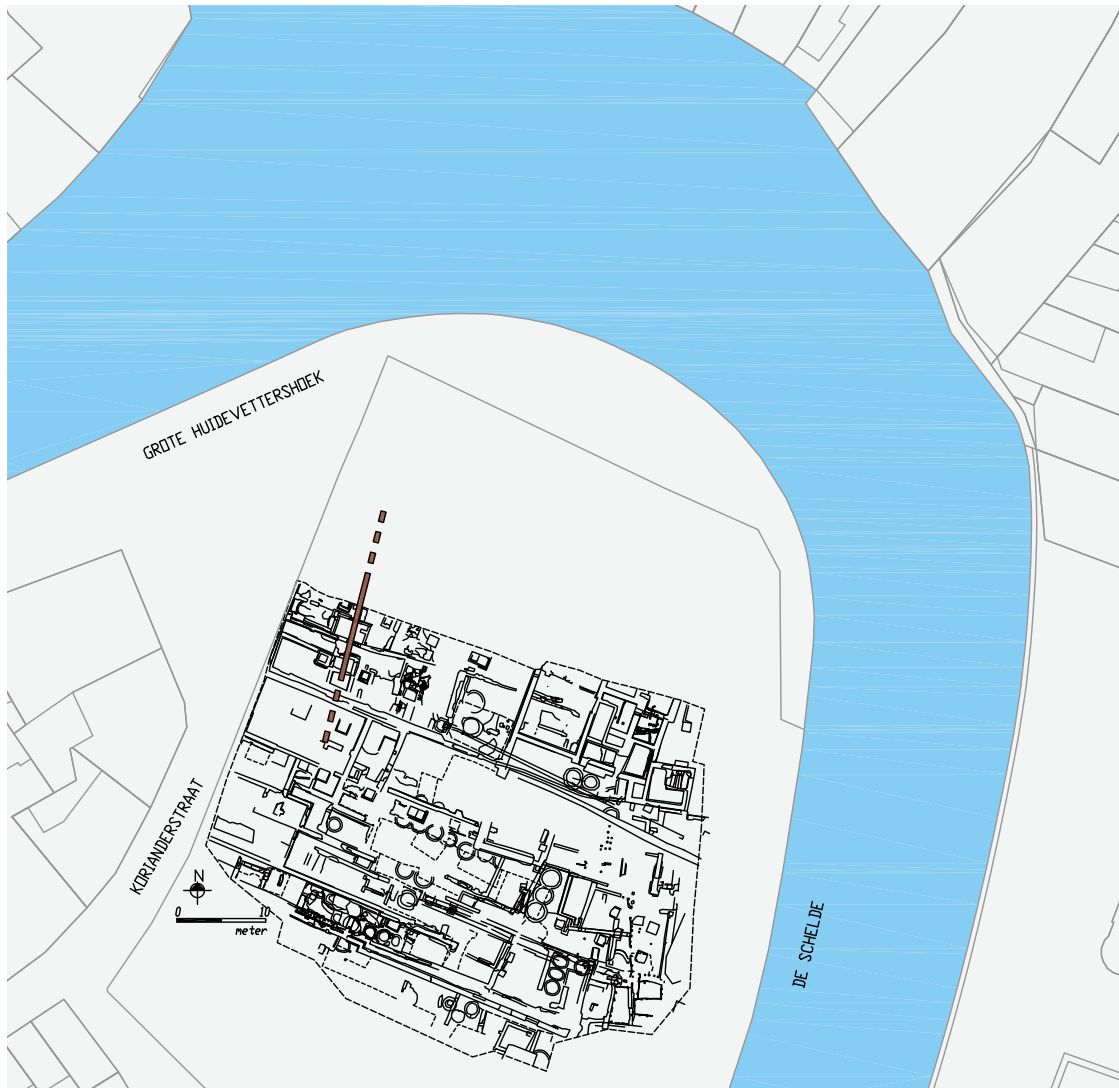 GROTE HUIDEVETTERSHOEK
KORIANDERSTRAAT
N
0 10
meter
DE SCHELDE